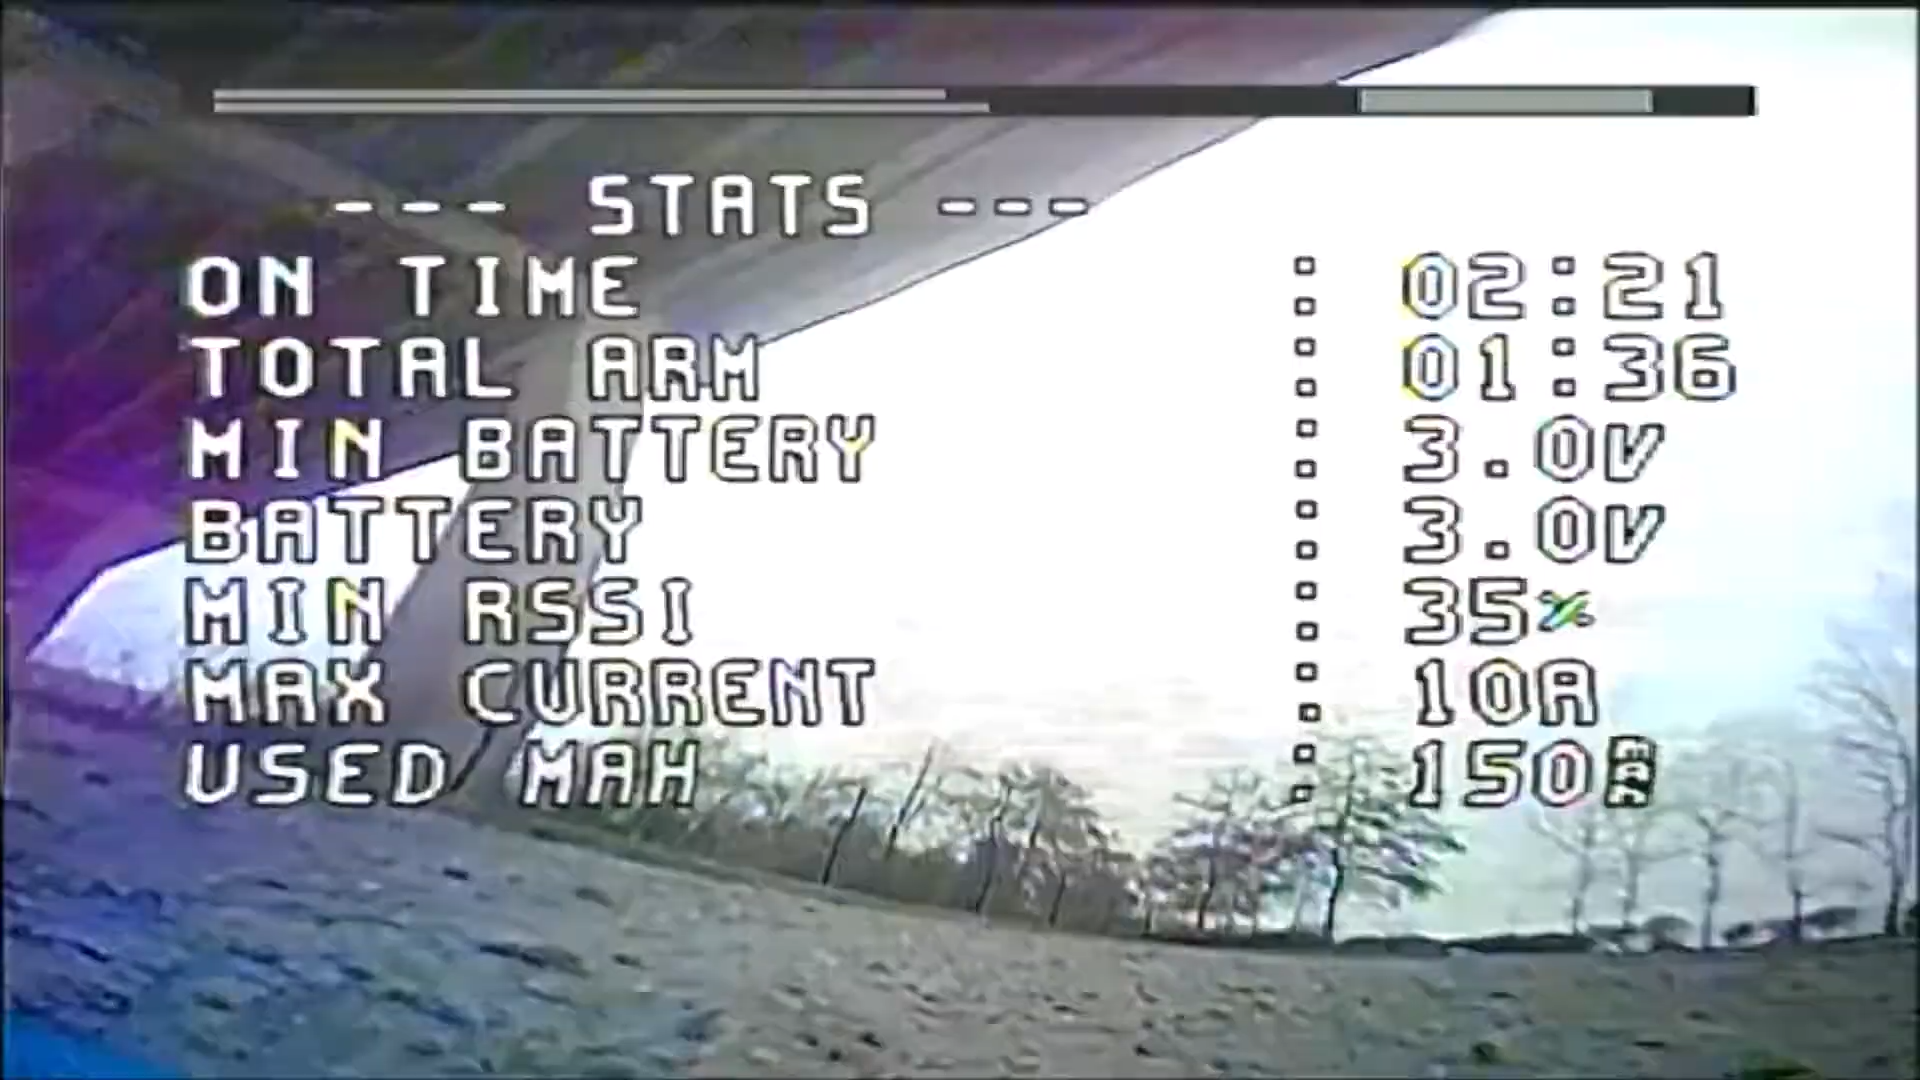 --- STATS ---
ON TIME : 02:21
TOTAL ARM : 01:36
MIN BATTERY : 3.0V
BATTERY : 3.0V
MIN RSSI : 35%
MAX CURRENT : 10A
USED MAH : 150MAH